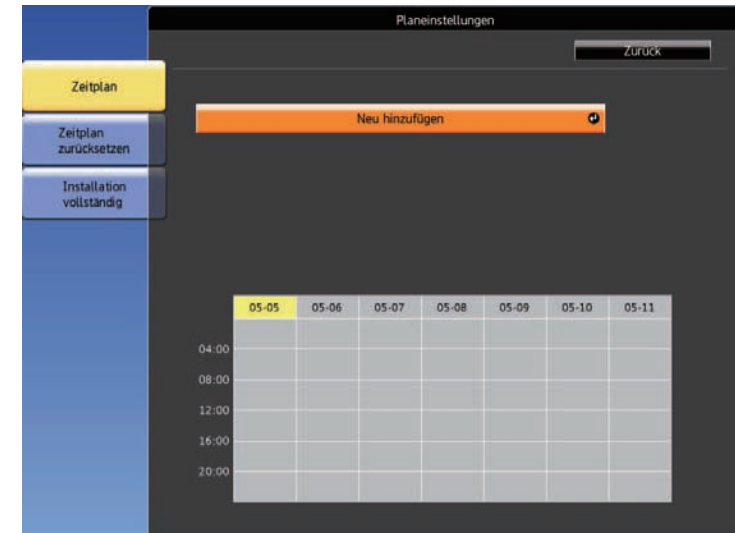 Planeinstellungen
Zurück
Zeitplan
Neu hinzufügen
Zeitplan
zurücksetzen
Installation
vollständig
05-05 05-06 05-07 05-08 05-09 05-10 05-11
04:00
08:00
12:00
16:00
20:00